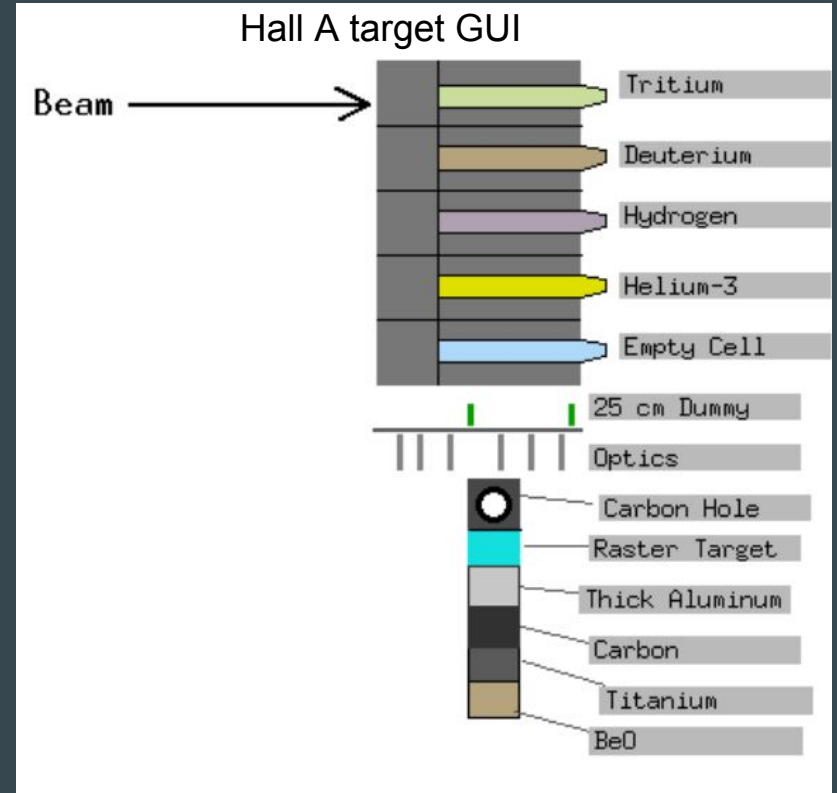 Hall A target GUI
Beam
Tritium
Deuterium
Hydrogen
Helium-3
Empty Cell
25 cm Dummy
Optics
Carbon Hole
Raster Target
Thick Aluminum
Carbon
Titanium
BeO